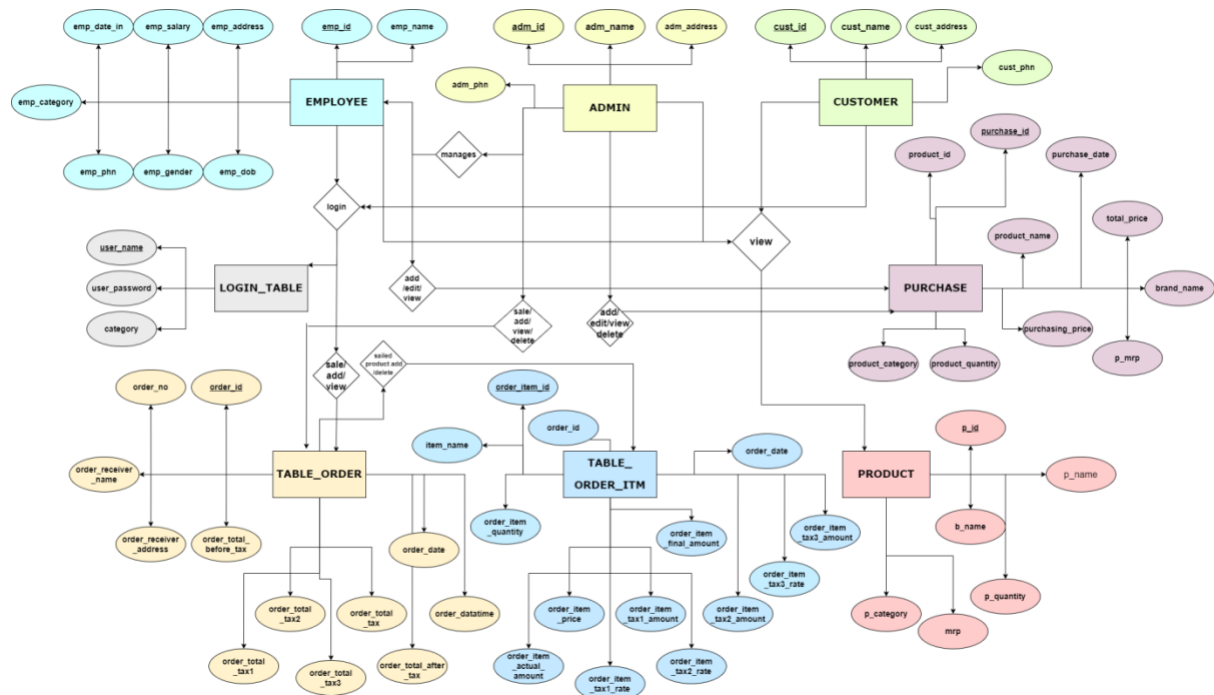 emp_date_in
emp_salary
emp_address
emp_id
emp_name
adm_id
adm_name
adm_address
cust_id
cust_name
cust_address
cust_phn
adm_phn
emp_category
EMPLOYEE
ADMIN
CUSTOMER
purchase_id
product_id
purchase_date
manages
emp_phn
emp_gender
emp_dob
login
total_price
product_name
view
user_name
user_password
category
LOGIN_TABLE
add
/edit/
view
PURCHASE
brand_name
sale/
add/
view/
delete
add/
edit/view
delete
purchasing_price
product_category
product_quantity
p_mrp
sale/
add/
view
sailed
product add
/delete
order_no
order_id
order_item_id
order_id
item_name
order_date
p_id
order_receiver
_name
TABLE_ORDER
TABLE_
ORDER_ITM
PRODUCT
p_name
order_receiver
_address
order_total_
before_tax
order_date
order_item
_quantity
order_item
_final_amount
order_item
_tax3_amount
b_name
order_item
_tax3_rate
order_total
_tax2
order_total
_tax
order_datatime
order_item
_price
order_item
_tax1_amount
order_item
_tax2_amount
p_category
p_quantity
mrp
order_total
_tax1
order_total
_tax3
order_total_after
_tax
order_item
_actual_
amount
order_item
_tax1_rate
order_item
_tax2_rate